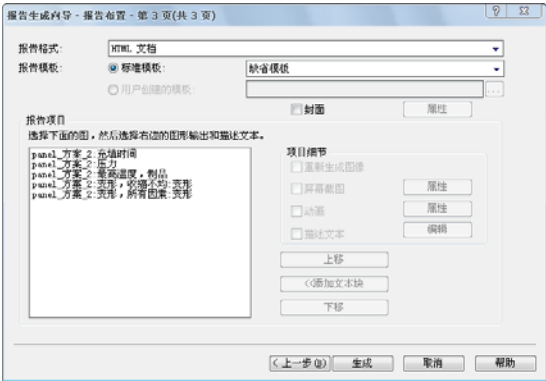 报告生成向导 - 报告布置 - 第 3 页(共 3 页)
报告格式:
HTML 文档
报告模板:
标准模板:
缺省模板
用户创建的模板:
...
封面
属性
报告项目
选择下面的图，然后选择右边的图形输出和描述文本。
panel_方案_2:充填时间
panel_方案_2:压力
panel_方案_2:最高温度，制品
panel_方案_2:变形，收缩不均:变形
panel_方案_2:变形，所有因素:变形
项目细节
重新生成图像
屏幕截图
属性
动画
属性
描述文本
编辑
上移
<<添加文本块
下移
< 上一步(B)
生成
取消
帮助